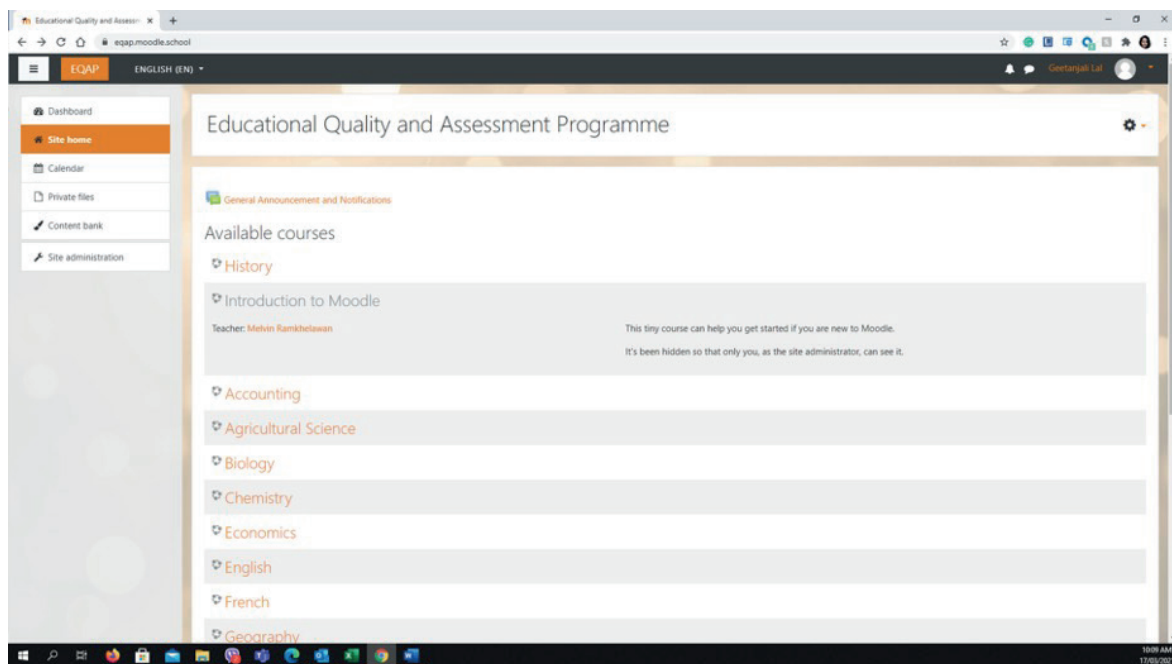 Educational Quality and Assessm
eqap.moodle.school
EQAP
ENGLISH (EN)
Geetanjali Lal
Dashboard
Site home
Calendar
Private files
Content bank
Site administration
Educational Quality and Assessment Programme
General Announcement and Notifications
Available courses
History
Introduction to Moodle
Teacher: Melvin Ramkhelawan
This tiny course can help you get started if you are new to Moodle.
It's been hidden so that only you, as the site administrator, can see it.
Accounting
Agricultural Science
Biology
Chemistry
Economics
English
French
Geography
10:09 AM